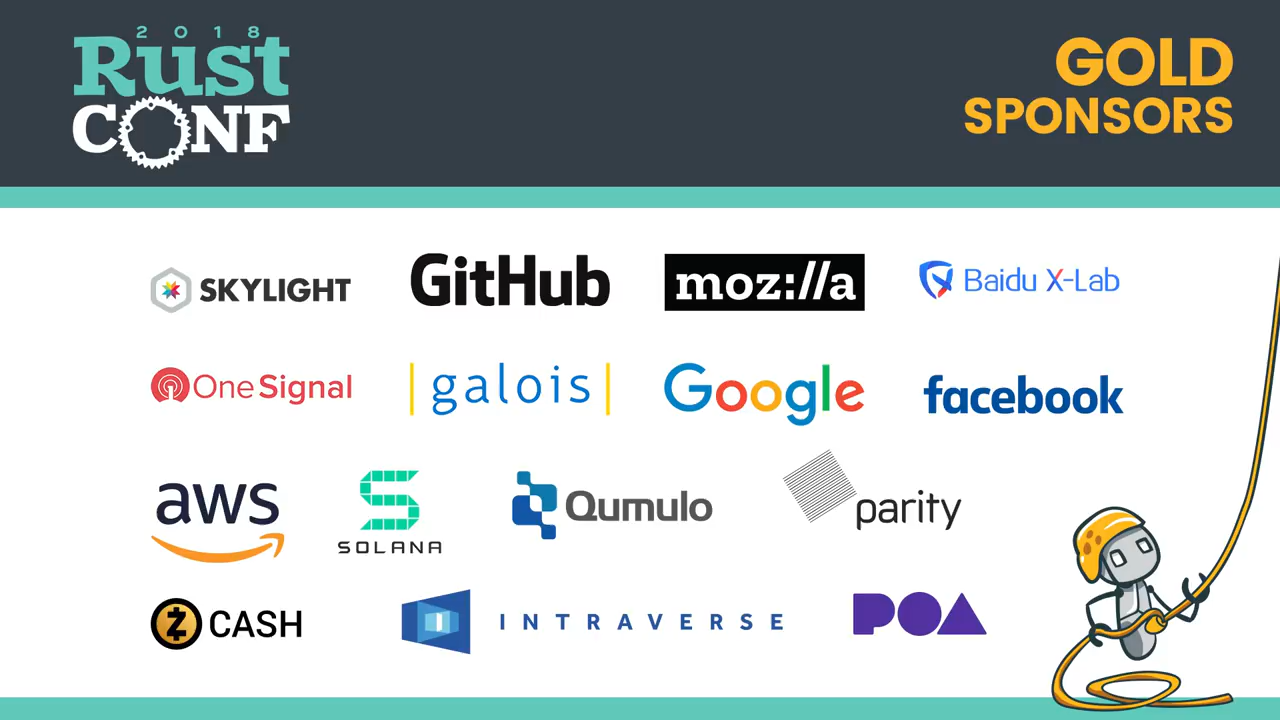 2018
Rust
CONF
GOLD
SPONSORS
SKYLIGHT
GitHub
moz://a
Baidu X-Lab
OneSignal
|galois|
Google
facebook
aws
SOLANA
Qumulo
parity
CASH
INTRAVERSE
POA